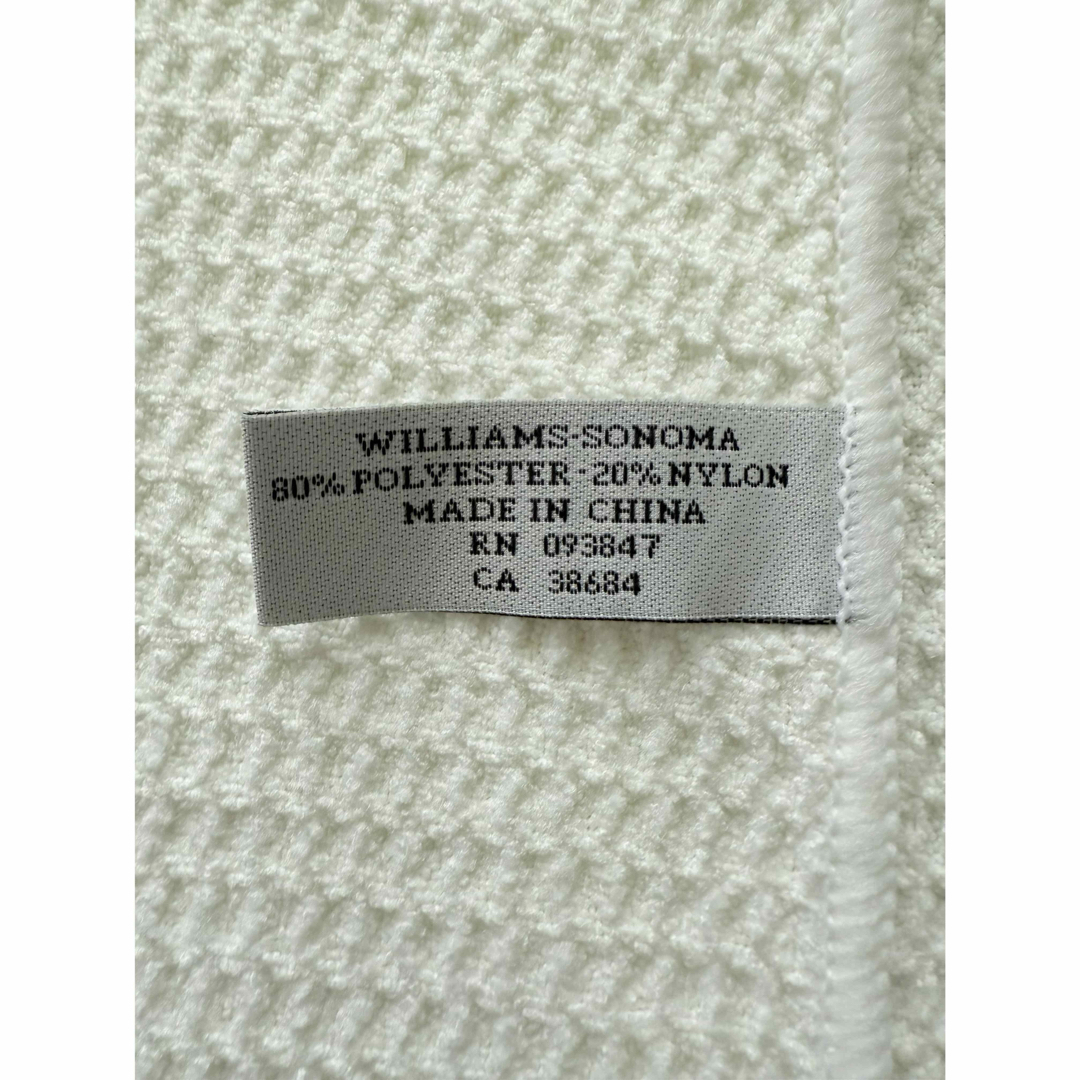 WILLIAMS-SONOMA
80% POLYESTER-20% NYLON
MADE IN CHINA
RN 093847
CA 38684